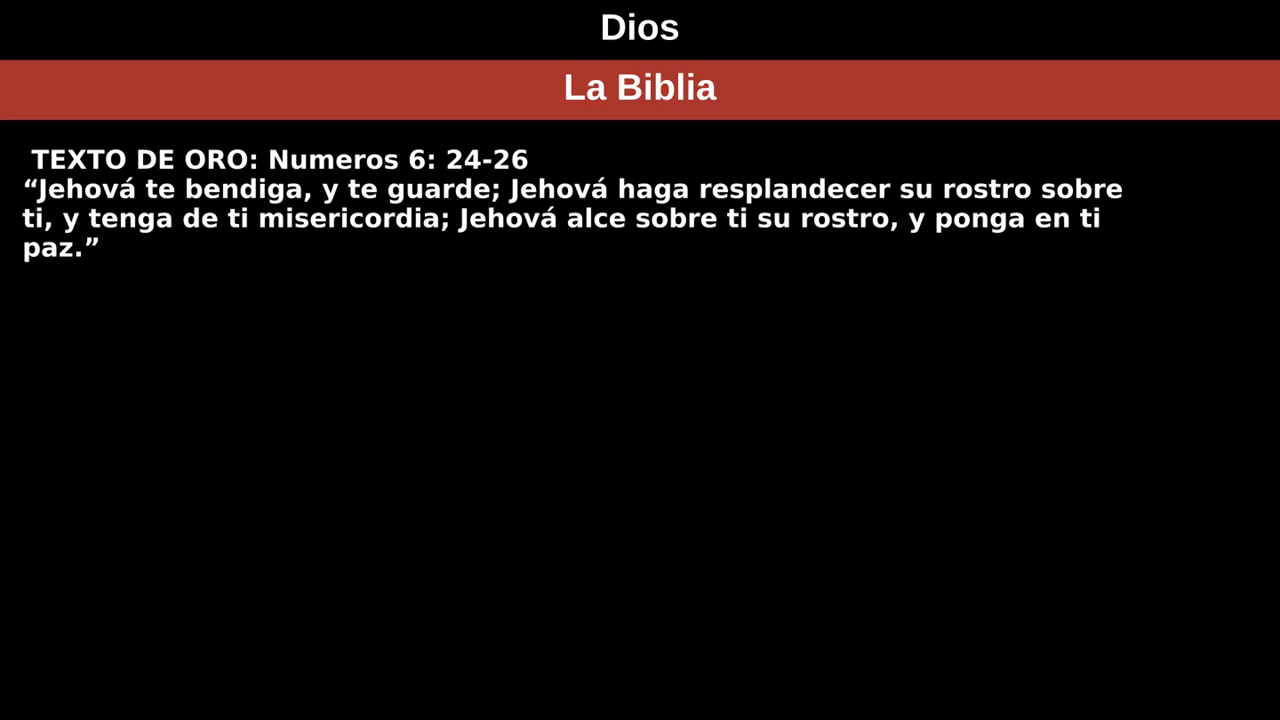 Dios
La Biblia
TEXTO DE ORO: Numeros 6: 24-26
“Jehová te bendiga, y te guarde; Jehová haga resplandecer su rostro sobre
ti, y tenga de ti misericordia; Jehová alce sobre ti su rostro, y ponga en ti
paz.”